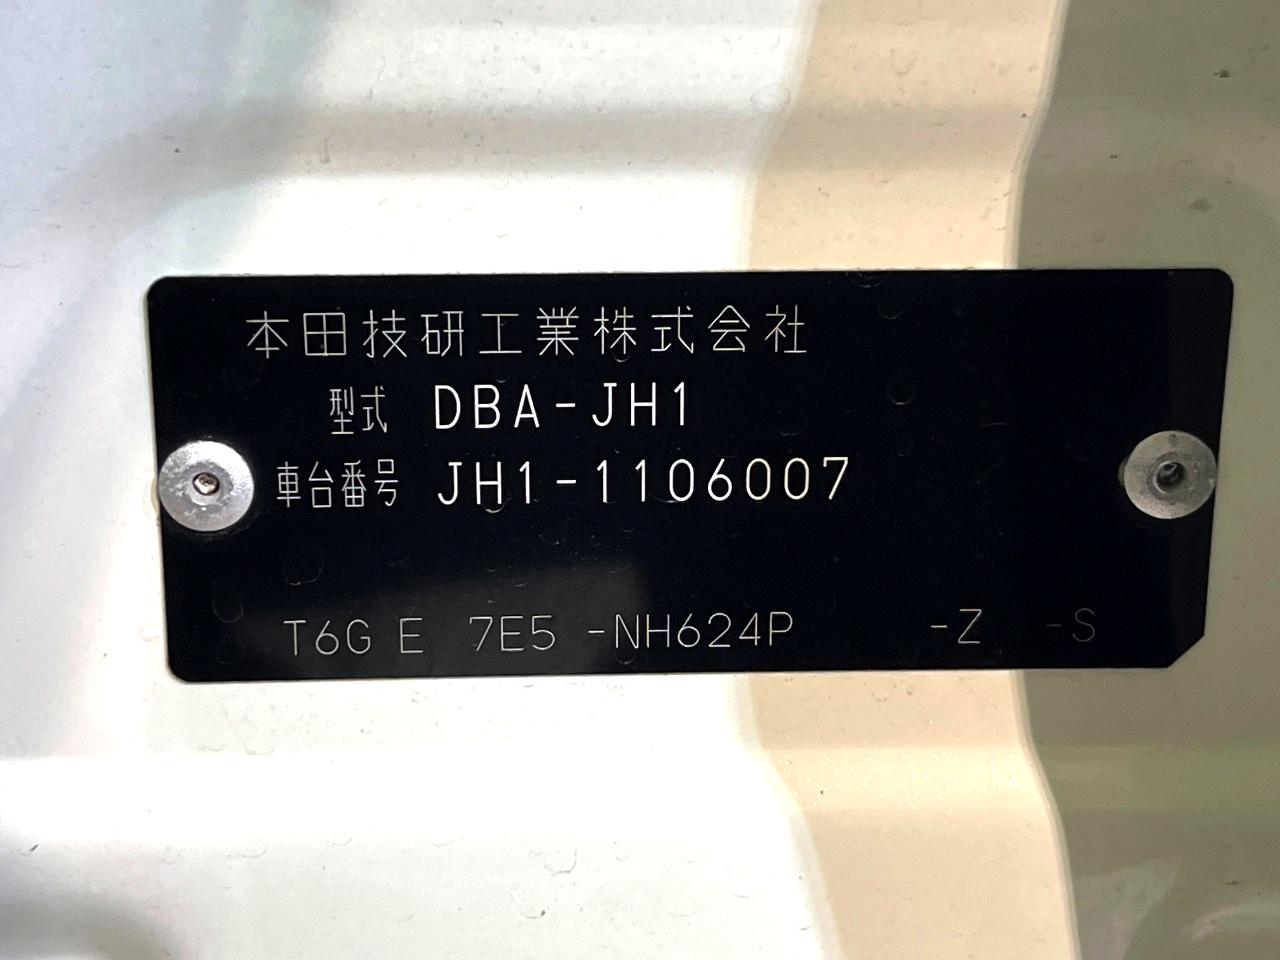 本田技研工業株式会社
型式 DBA-JH1
車台番号 JH1-1106007
T6G E 7E5 -NH624P -Z -S